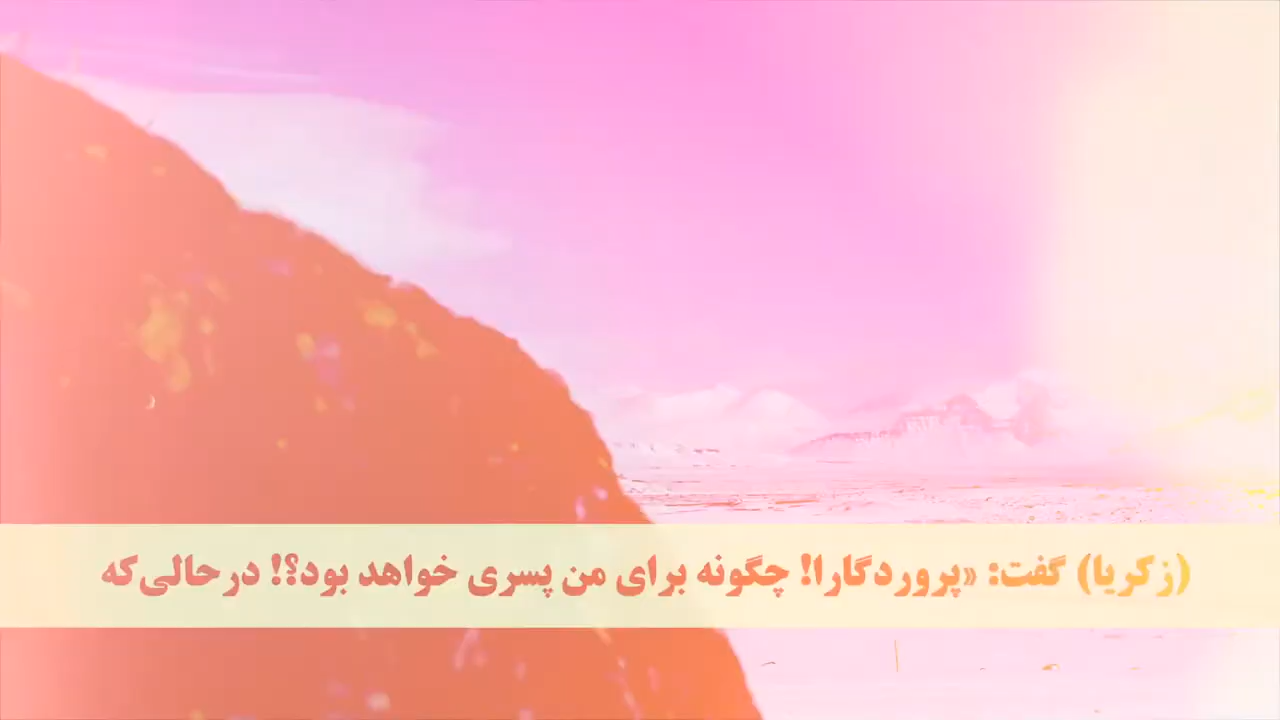 (زکریا) گفت: «پروردگارا! چگونه برای من پسری خواهد بود؟! درحالی‌که